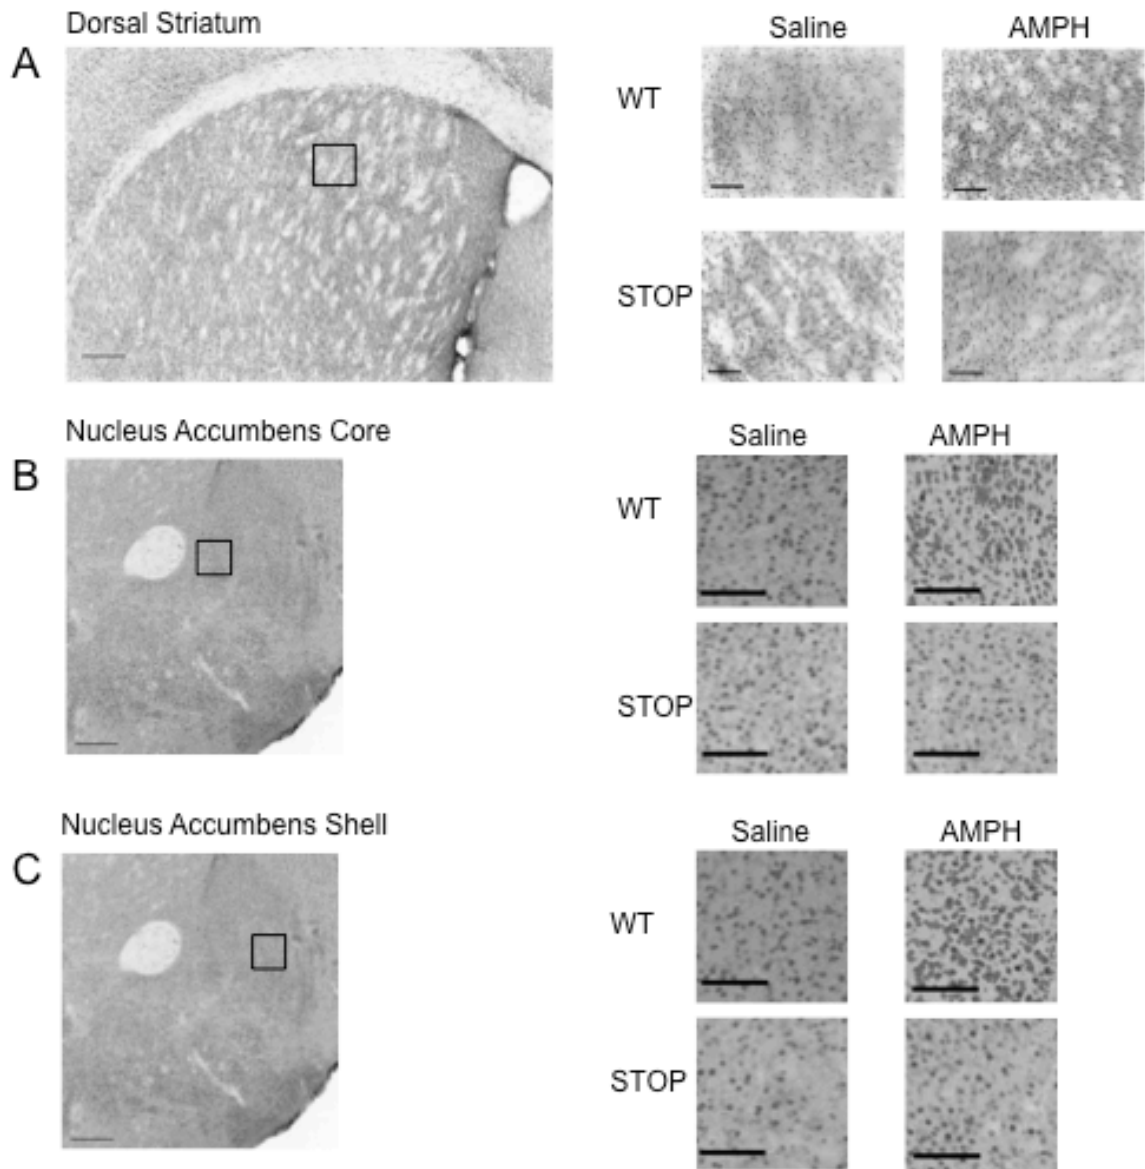 Dorsal Striatum
A
Saline AMPH
WT
STOP
Nucleus Accumbens Core
B
Saline AMPH
WT
STOP
Nucleus Accumbens Shell
C
Saline AMPH
WT
STOP